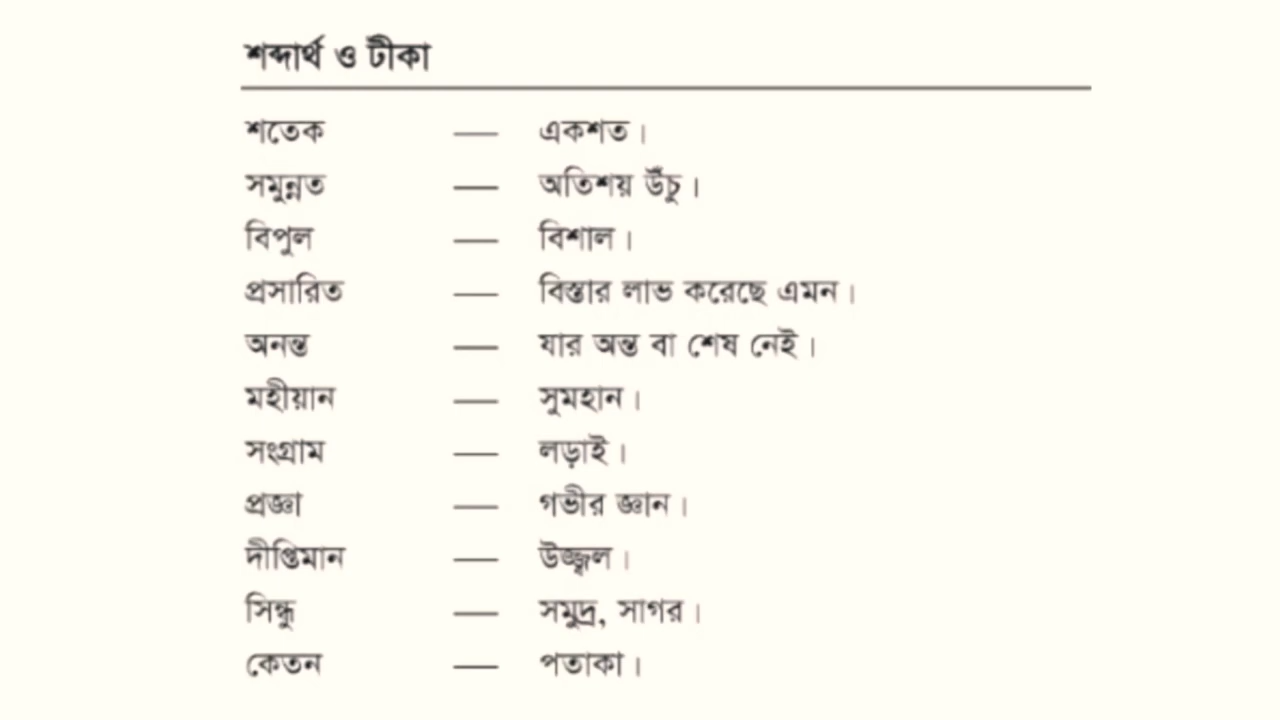 শব্দার্থ ও টীকা
শতেক — একশত।
সমুন্নত — অতিশয় উঁচু।
বিপুল — বিশাল।
প্রসারিত — বিস্তার লাভ করেছে এমন।
অনন্ত — যার অন্ত বা শেষ নেই।
মহীয়ান — সুমহান।
সংগ্রাম — লড়াই।
প্রজ্ঞা — গভীর জ্ঞান।
দীপ্তিমান — উজ্জ্বল।
সিন্ধু — সমুদ্র, সাগর।
কেতন — পতাকা।